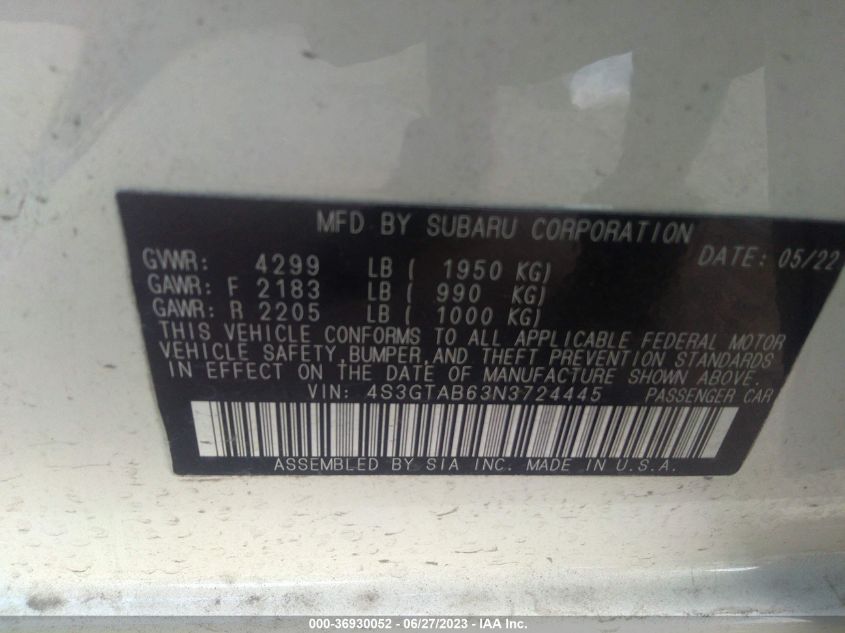 MFD BY SUBARU CORPORATION
GVWR: 4299 LB ( 1950 KG) DATE: 05/22
GAWR: F 2183 LB ( 990 KG)
GAWR: R 2205 LB ( 1000 KG)
THIS VEHICLE CONFORMS TO ALL APPLICABLE FEDERAL MOTOR
VEHICLE SAFETY, BUMPER, AND THEFT PREVENTION STANDARDS
IN EFFECT ON THE DATE OF MANUFACTURE SHOWN ABOVE.
VIN: 4S3GTAB63N3724445 PASSENGER CAR
ASSEMBLED BY SIA INC. MADE IN U.S.A.
000-36930052 - 06/27/2023 - IAA Inc.